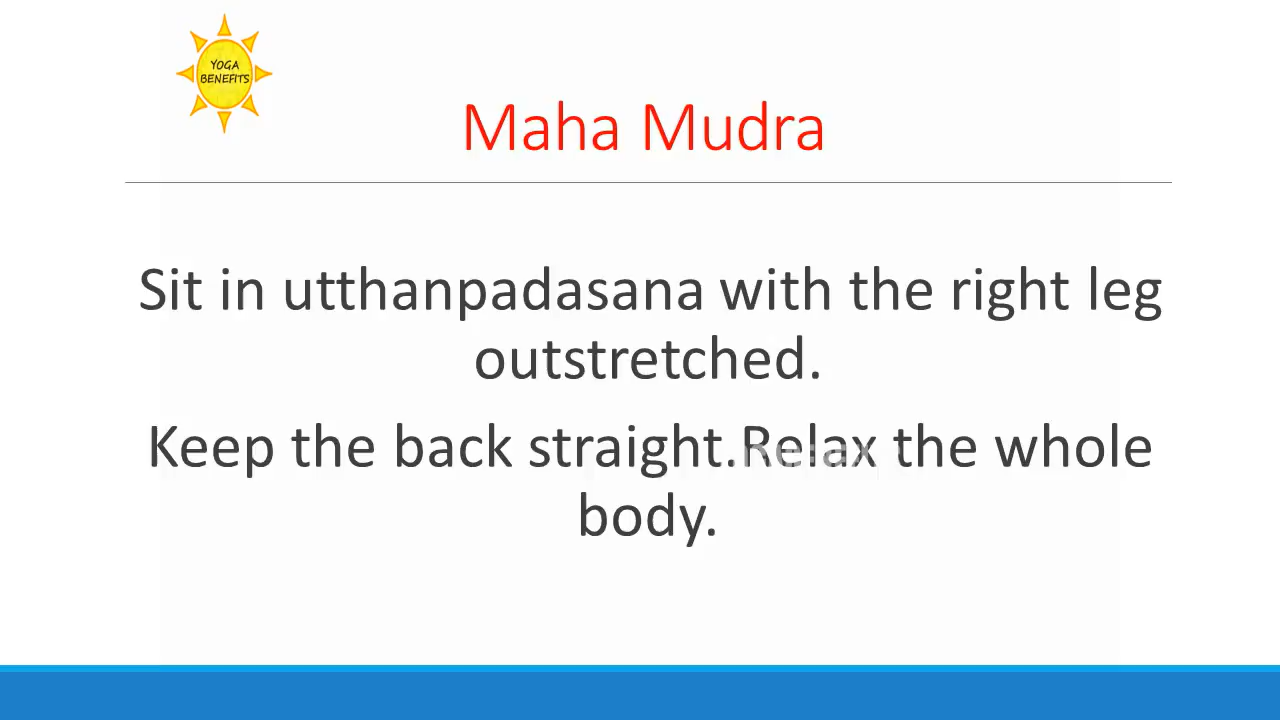 YOGA
BENEFITS
Maha Mudra
Sit in utthanpadasana with the right leg
outstretched.
Keep the back straight.Relax the whole
body.